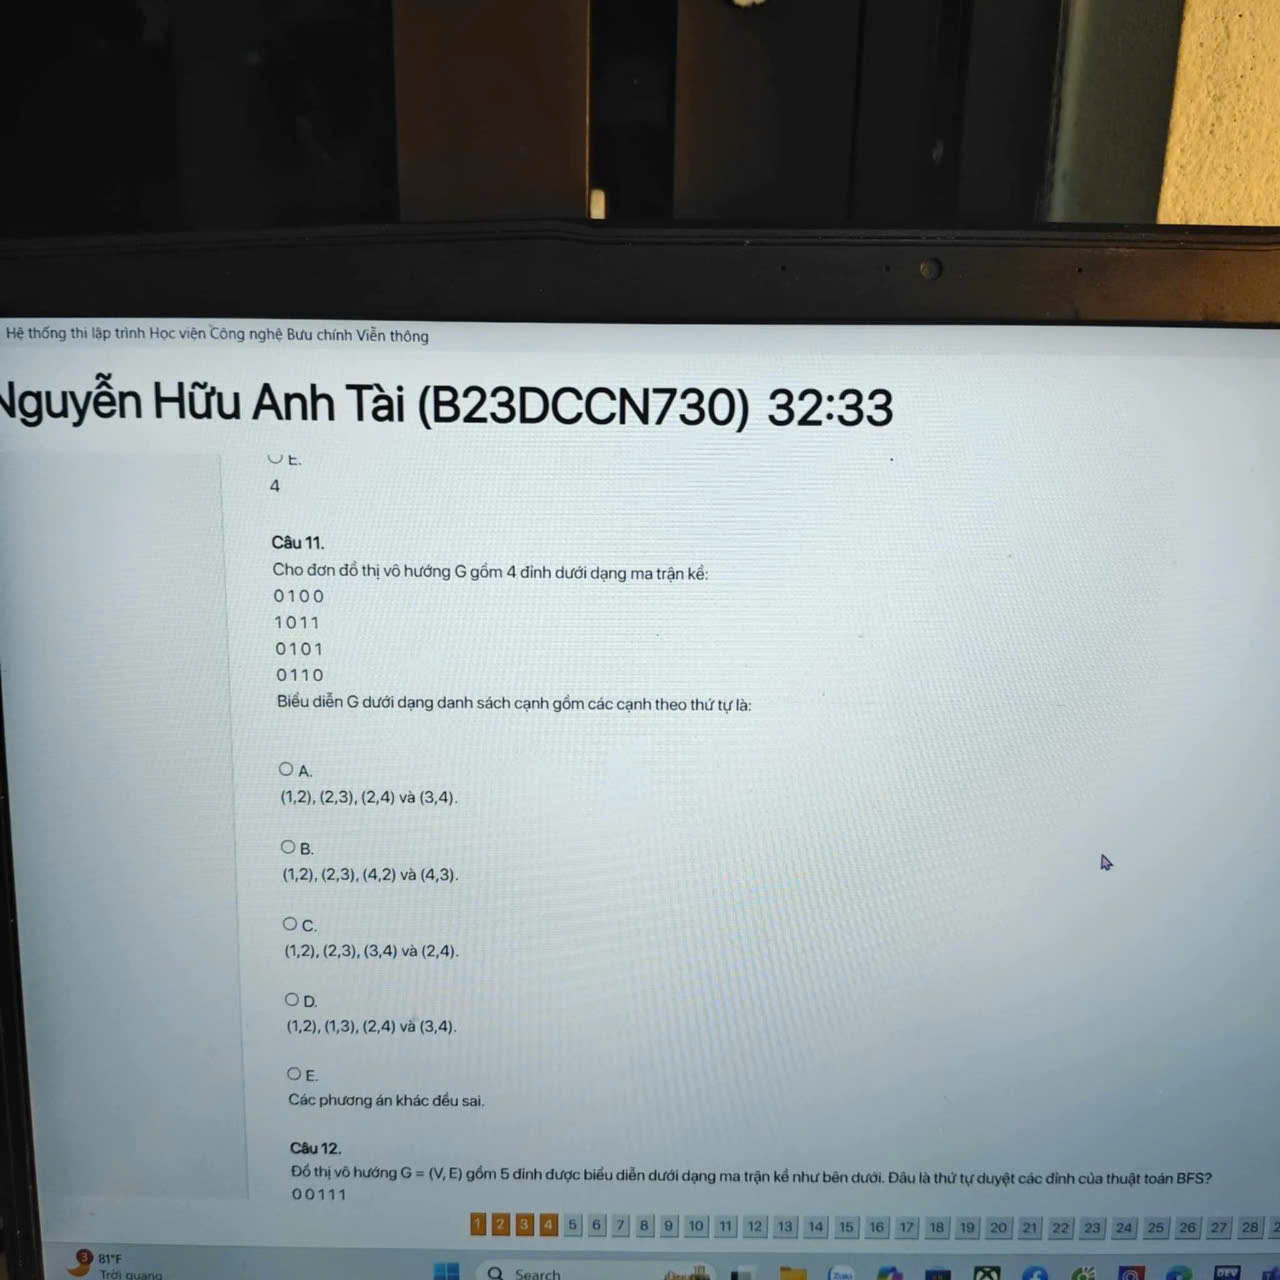 Hệ thống thi lập trình Học viện Công nghệ Bưu chính Viễn thông
Nguyễn Hữu Anh Tài (B23DCCN730) 32:33
E.
4
Câu 11.
Cho đơn đồ thị vô hướng G gồm 4 đỉnh dưới dạng ma trận kề:
0 1 0 0
1 0 1 1
0 1 0 1
0 1 1 0
Biểu diễn G dưới dạng danh sách cạnh gồm các cạnh theo thứ tự là:
A.
(1,2), (2,3), (2,4) và (3,4).
B.
(1,2), (2,3), (4,2) và (4,3).
C.
(1,2), (2,3), (3,4) và (2,4).
D.
(1,2), (1,3), (2,4) và (3,4).
E.
Các phương án khác đều sai.
Câu 12.
Đồ thị vô hướng G = (V, E) gồm 5 đỉnh được biểu diễn dưới dạng ma trận kề như bên dưới. Đâu là thứ tự duyệt các đỉnh của thuật toán BFS?
0 0 1 1 1
1 2 3 4 5 6 7 8 9 10 11 12 13 14 15 16 17 18 19 20 21 22 23 24 25 26 27 28 2
3 81°F
Trời quang
Search
Zalo
DEV